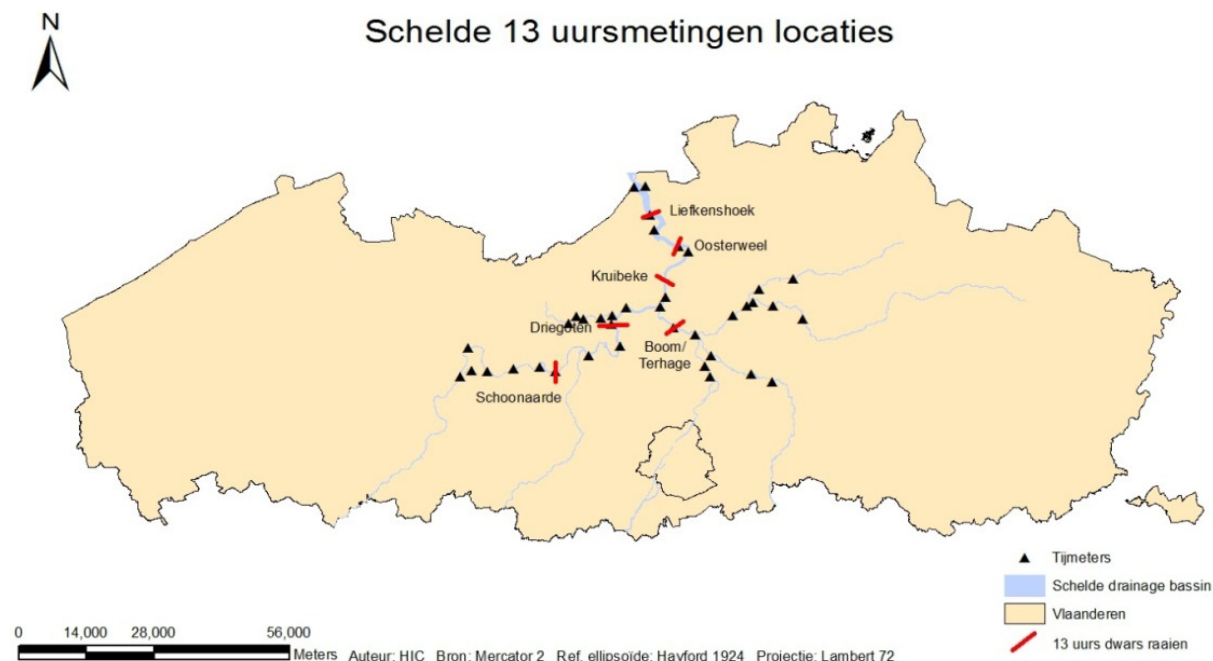 Schelde 13 uursmetingen locaties
N
Liefkenshoek
Oosterweel
Kruibeke
Driegoten
Boom/
Terhage
Schoonaarde
Tijmeters
Schelde drainage bassin
Vlaanderen
13 uurs dwars raaien
0 14,000 28,000 56,000
Meters Auteur: HIC Bron: Mercator 2 Ref. ellipsoïde: Hayford 1924 Projectie: Lambert 72